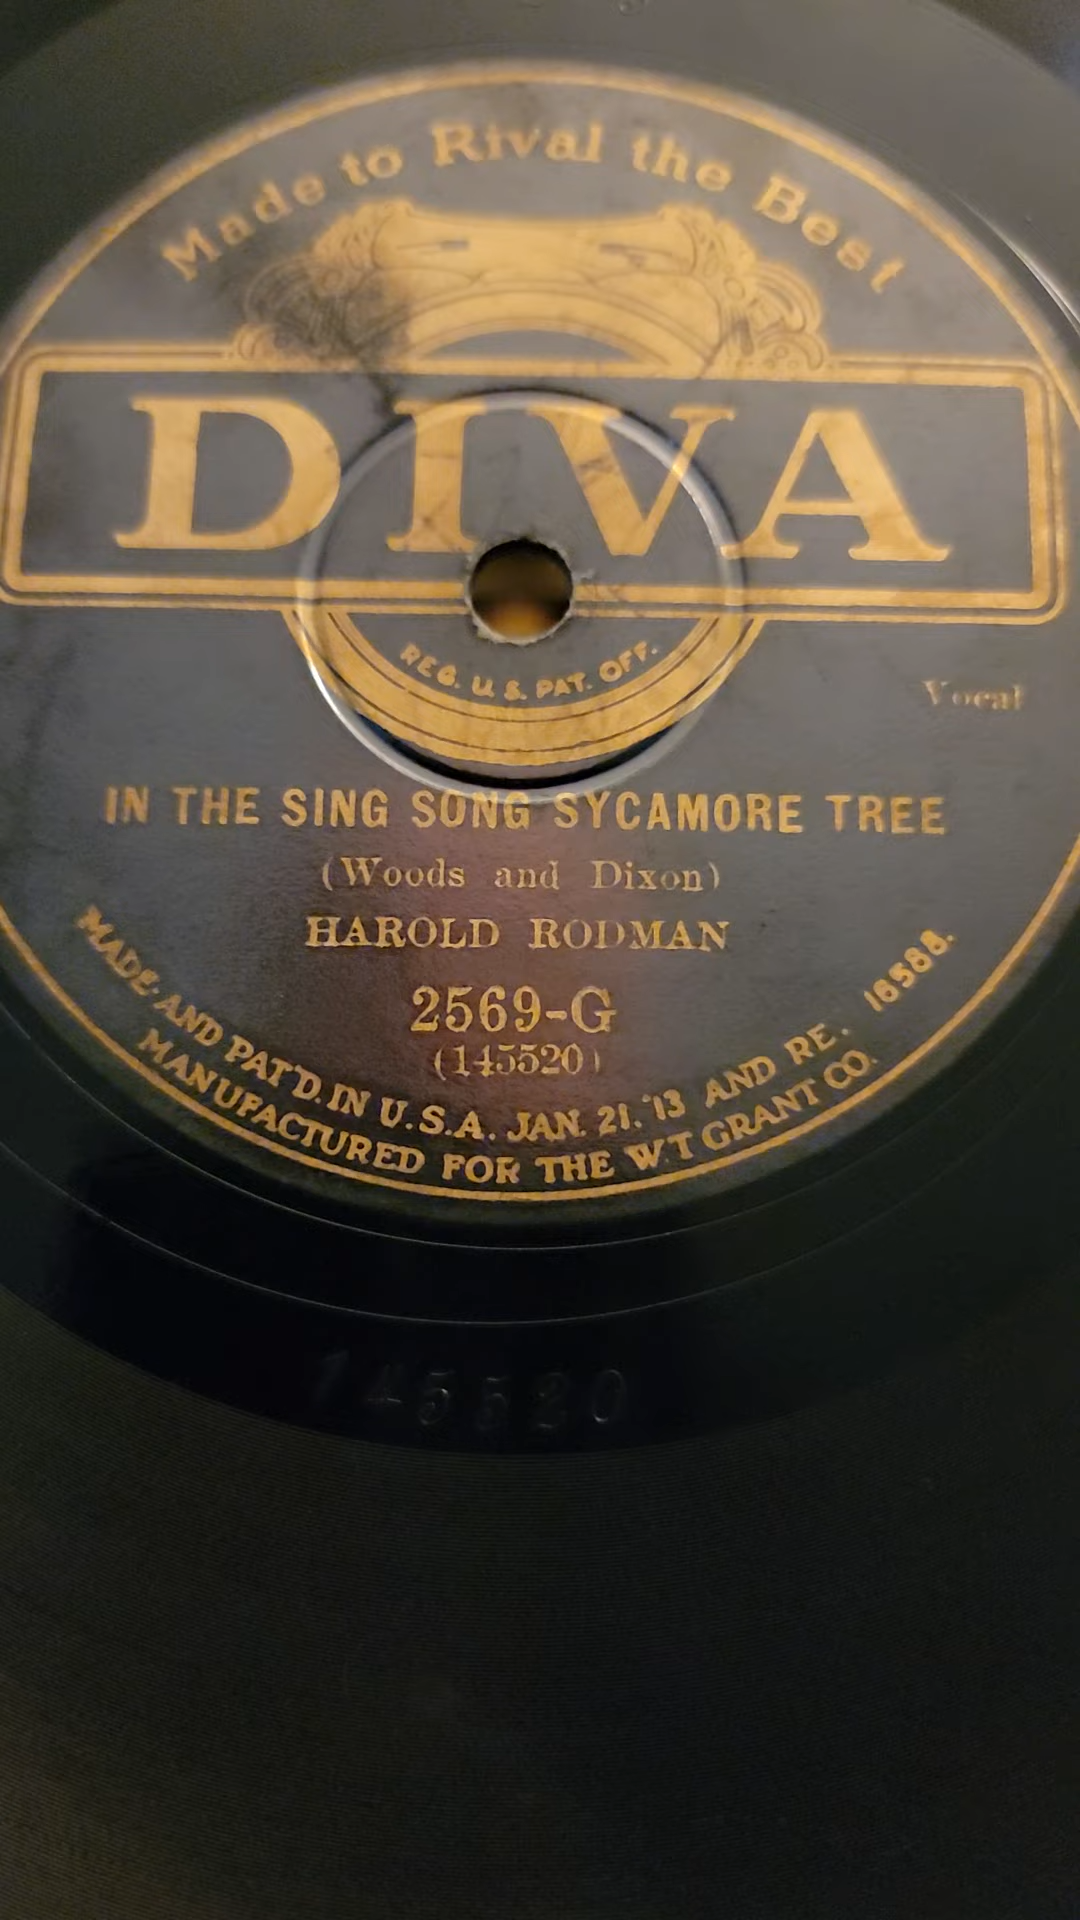 Made to Rival the Best
DIVA
REG. U. S. PAT. OFF.
Vocal
IN THE SING SONG SYCAMORE TREE
(Woods and Dixon)
HAROLD RODMAN
2569-G
(145520)
MADE AND PAT'D. IN U.S.A. JAN. 21, '13 AND RE. 16588.
MANUFACTURED FOR THE W.T GRANT CO.
145520